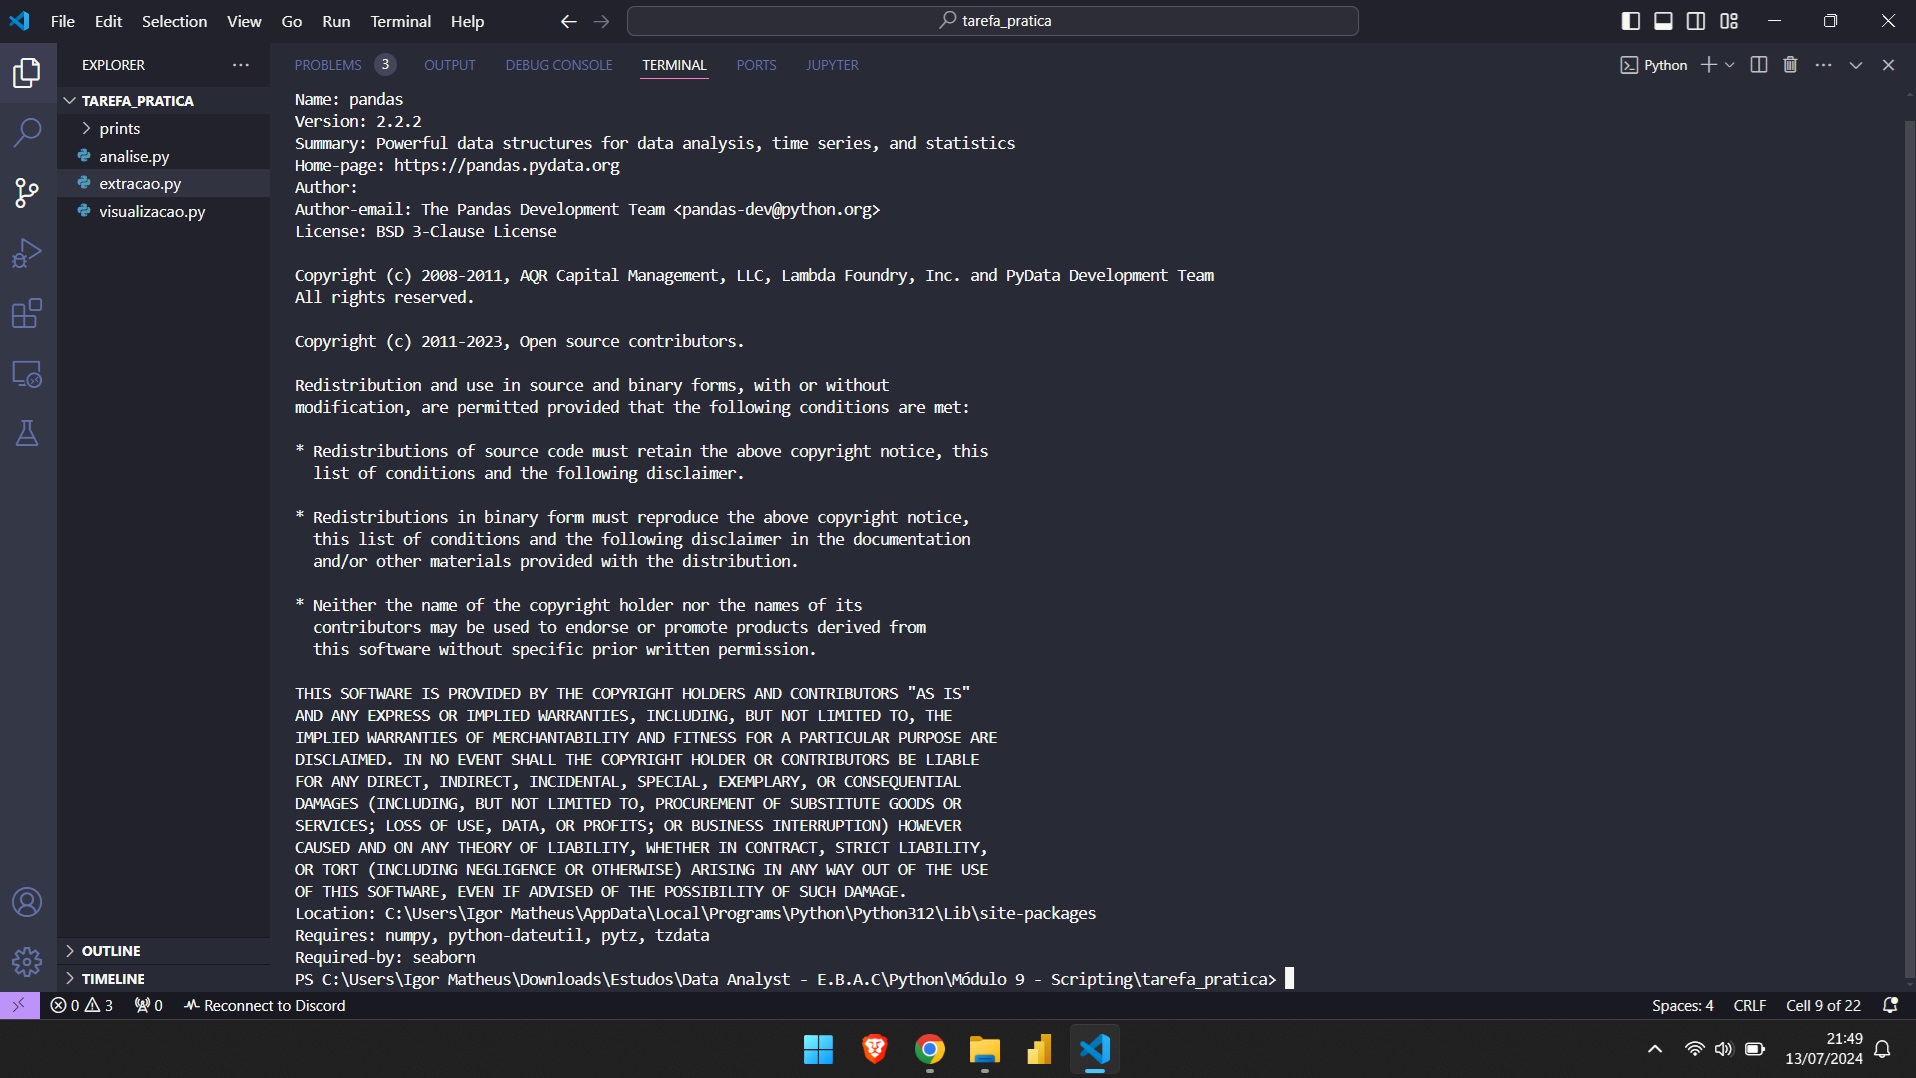 File Edit Selection View Go Run Terminal Help
tarefa_pratica
EXPLORER
TAREFA_PRATICA
prints
analise.py
extracao.py
visualizacao.py
OUTLINE
TIMELINE
PROBLEMS 3 OUTPUT DEBUG CONSOLE TERMINAL PORTS JUPYTER
Python
Name: pandas
Version: 2.2.2
Summary: Powerful data structures for data analysis, time series, and statistics
Home-page: https://pandas.pydata.org
Author:
Author-email: The Pandas Development Team <pandas-dev@python.org>
License: BSD 3-Clause License
Copyright (c) 2008-2011, AQR Capital Management, LLC, Lambda Foundry, Inc. and PyData Development Team
All rights reserved.
Copyright (c) 2011-2023, Open source contributors.
Redistribution and use in source and binary forms, with or without
modification, are permitted provided that the following conditions are met:
* Redistributions of source code must retain the above copyright notice, this
list of conditions and the following disclaimer.
* Redistributions in binary form must reproduce the above copyright notice,
this list of conditions and the following disclaimer in the documentation
and/or other materials provided with the distribution.
* Neither the name of the copyright holder nor the names of its
contributors may be used to endorse or promote products derived from
this software without specific prior written permission.
THIS SOFTWARE IS PROVIDED BY THE COPYRIGHT HOLDERS AND CONTRIBUTORS "AS IS"
AND ANY EXPRESS OR IMPLIED WARRANTIES, INCLUDING, BUT NOT LIMITED TO, THE
IMPLIED WARRANTIES OF MERCHANTABILITY AND FITNESS FOR A PARTICULAR PURPOSE ARE
DISCLAIMED. IN NO EVENT SHALL THE COPYRIGHT HOLDER OR CONTRIBUTORS BE LIABLE
FOR ANY DIRECT, INDIRECT, INCIDENTAL, SPECIAL, EXEMPLARY, OR CONSEQUENTIAL
DAMAGES (INCLUDING, BUT NOT LIMITED TO, PROCUREMENT OF SUBSTITUTE GOODS OR
SERVICES; LOSS OF USE, DATA, OR PROFITS; OR BUSINESS INTERRUPTION) HOWEVER
CAUSED AND ON ANY THEORY OF LIABILITY, WHETHER IN CONTRACT, STRICT LIABILITY,
OR TORT (INCLUDING NEGLIGENCE OR OTHERWISE) ARISING IN ANY WAY OUT OF THE USE
OF THIS SOFTWARE, EVEN IF ADVISED OF THE POSSIBILITY OF SUCH DAMAGE.
Location: C:\Users\Igor Matheus\AppData\Local\Programs\Python\Python312\Lib\site-packages
Requires: numpy, python-dateutil, pytz, tzdata
Required-by: seaborn
PS C:\Users\Igor Matheus\Downloads\Estudos\Data Analyst - E.B.A.C\Python\Módulo 9 - Scripting\tarefa_pratica>
0 3 0 Reconnect to Discord
Spaces: 4 CRLF Cell 9 of 22
21:49
13/07/2024